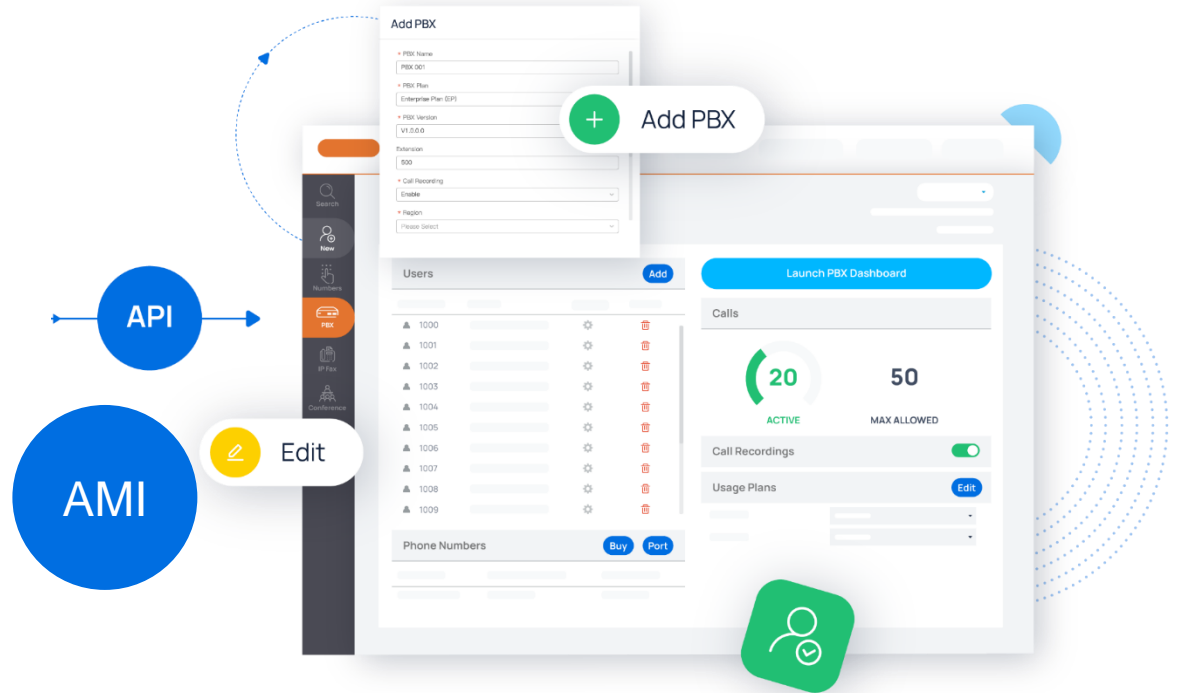 Add PBX
* PBX Name
PBX 001
* PBX Plan
Enterprise Plan (EP)
* PBX Version
V1.0.0.0
Extension
500
* Call Recording
Enable
* Region
Please Select
Add PBX
Search
New
Numbers
PBX
IP Fax
Conference
API
AMI
Edit
Users
Add
1000
1001
1002
1003
1004
1005
1006
1007
1008
1009
Phone Numbers
Buy
Port
Launch PBX Dashboard
Calls
20
ACTIVE
50
MAX ALLOWED
Call Recordings
Usage Plans
Edit